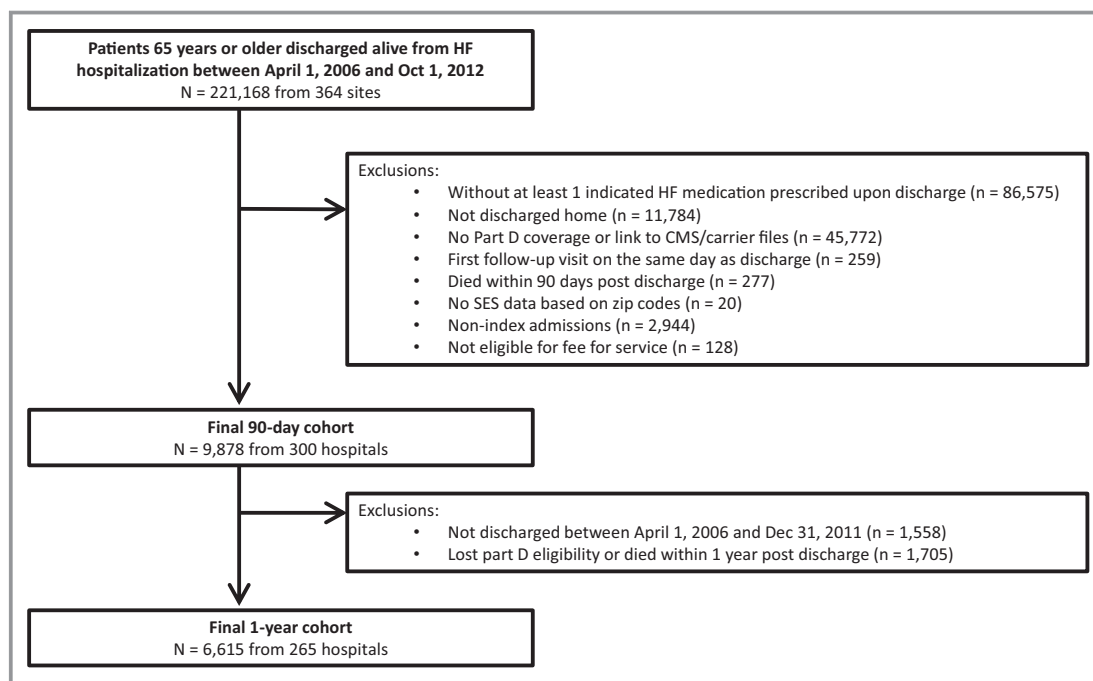 Patients 65 years or older discharged alive from HF
hospitalization between April 1, 2006 and Oct 1, 2012
N = 221,168 from 364 sites
Exclusions:
• Without at least 1 indicated HF medication prescribed upon discharge (n = 86,575)
• Not discharged home (n = 11,784)
• No Part D coverage or link to CMS/carrier files (n = 45,772)
• First follow-up visit on the same day as discharge (n = 259)
• Died within 90 days post discharge (n = 277)
• No SES data based on zip codes (n = 20)
• Non-index admissions (n = 2,944)
• Not eligible for fee for service (n = 128)
Final 90-day cohort
N = 9,878 from 300 hospitals
Exclusions:
• Not discharged between April 1, 2006 and Dec 31, 2011 (n = 1,558)
• Lost part D eligibility or died within 1 year post discharge (n = 1,705)
Final 1-year cohort
N = 6,615 from 265 hospitals